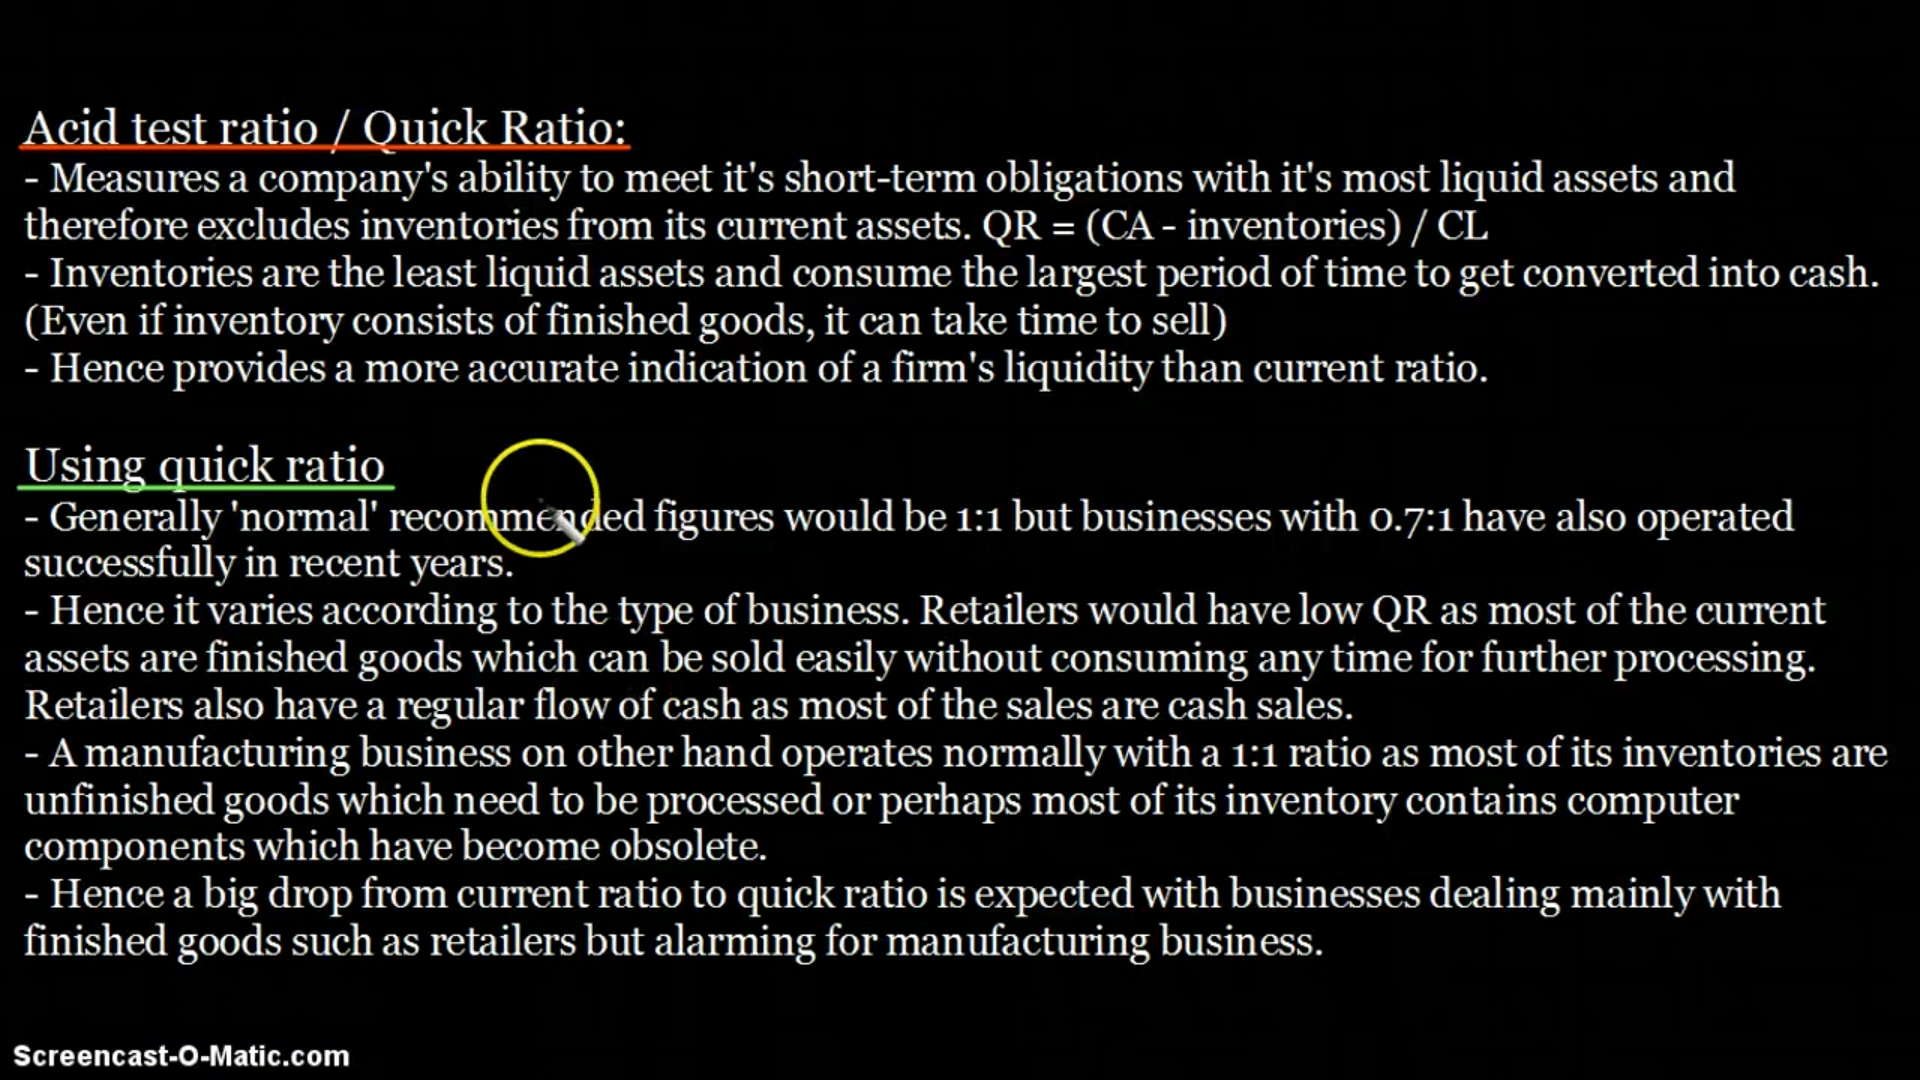 Acid test ratio / Quick Ratio:
- Measures a company's ability to meet it's short-term obligations with it's most liquid assets and
therefore excludes inventories from its current assets. QR = (CA - inventories) / CL
- Inventories are the least liquid assets and consume the largest period of time to get converted into cash.
(Even if inventory consists of finished goods, it can take time to sell)
- Hence provides a more accurate indication of a firm's liquidity than current ratio.
Using quick ratio
- Generally 'normal' recommended figures would be 1:1 but businesses with 0.7:1 have also operated
successfully in recent years.
- Hence it varies according to the type of business. Retailers would have low QR as most of the current
assets are finished goods which can be sold easily without consuming any time for further processing.
Retailers also have a regular flow of cash as most of the sales are cash sales.
- A manufacturing business on other hand operates normally with a 1:1 ratio as most of its inventories are
unfinished goods which need to be processed or perhaps most of its inventory contains computer
components which have become obsolete.
- Hence a big drop from current ratio to quick ratio is expected with businesses dealing mainly with
finished goods such as retailers but alarming for manufacturing business.
Screencast-O-Matic.com